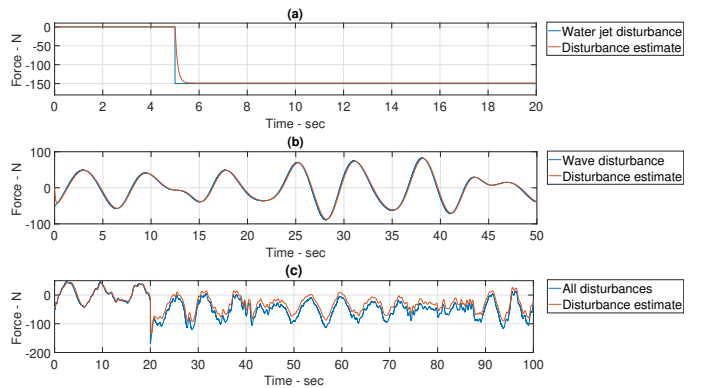 (a)
Force - N
0
-50
-100
-150
0 2 4 6 8 10 12 14 16 18 20
Time - sec
Water jet disturbance
Disturbance estimate
(b)
Force - N
100
0
-100
0 5 10 15 20 25 30 35 40 45 50
Time - sec
Wave disturbance
Disturbance estimate
(c)
Force - N
0
-100
-200
0 10 20 30 40 50 60 70 80 90 100
Time - sec
All disturbances
Disturbance estimate